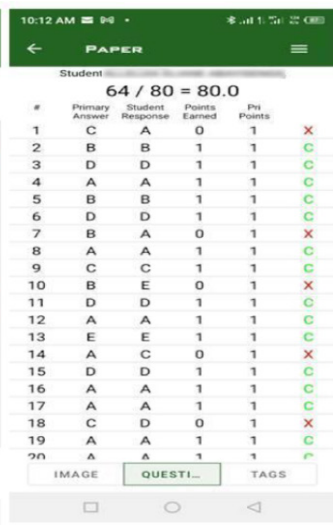 10:12 AM
PAPER
Student
64 / 80 = 80.0
# Primary Answer Student Response Points Earned Pri Points
1 C A 0 1 X
2 B B 1 1 C
3 D D 1 1 C
4 A A 1 1 C
5 B B 1 1 C
6 D D 1 1 C
7 B A 0 1 X
8 A A 1 1 C
9 C C 1 1 C
10 B E 0 1 X
11 D D 1 1 C
12 A A 1 1 C
13 E E 1 1 C
14 A C 0 1 X
15 D D 1 1 C
16 A A 1 1 C
17 A A 1 1 C
18 C D 0 1 X
19 A A 1 1 C
20 A A 1 1 C
IMAGE QUESTI... TAGS